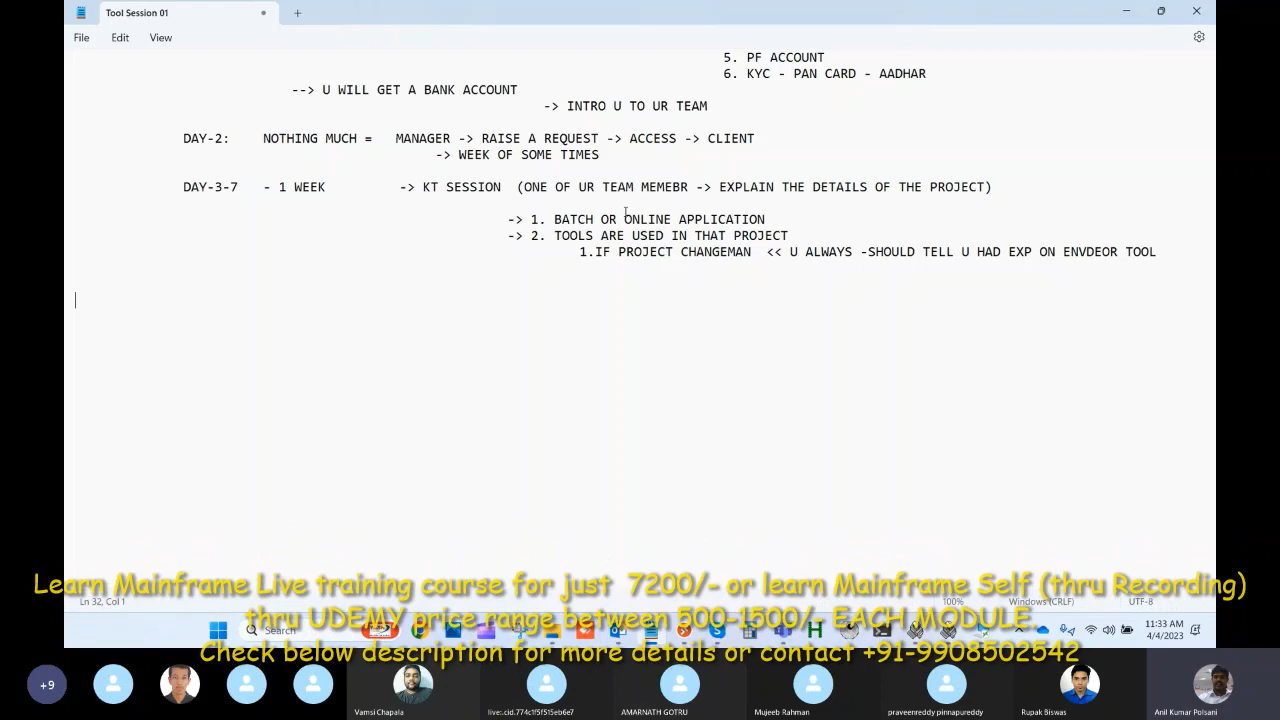 Tool Session 01
File Edit View
5. PF ACCOUNT
6. KYC - PAN CARD - AADHAR
--> U WILL GET A BANK ACCOUNT
-> INTRO U TO UR TEAM
DAY-2: NOTHING MUCH = MANAGER -> RAISE A REQUEST -> ACCESS -> CLIENT
-> WEEK OF SOME TIMES
DAY-3-7 - 1 WEEK -> KT SESSION (ONE OF UR TEAM MEMEBR -> EXPLAIN THE DETAILS OF THE PROJECT)
-> 1. BATCH OR ONLINE APPLICATION
-> 2. TOOLS ARE USED IN THAT PROJECT
1.IF PROJECT CHANGEMAN << U ALWAYS -SHOULD TELL U HAD EXP ON ENVDEOR TOOL
Learn Mainframe Live training course for just 7200/- or learn Mainframe Self (thru Recording)
thru UDEMY price range between 500-1500/- EACH MODULE.
Check below description for more details or contact +91-9908502542
Ln 32, Col 1 100% Windows (CRLF) UTF-8
Search
11:33 AM
4/4/2023
+9
Vamsi Chapala
live:.cid.774c1f5f515eb6e7
AMARNATH GOTRU
Mujeeb Rahman
praveenreddy pinnapureddy
Rupak Biswas
Anil Kumar Polsani